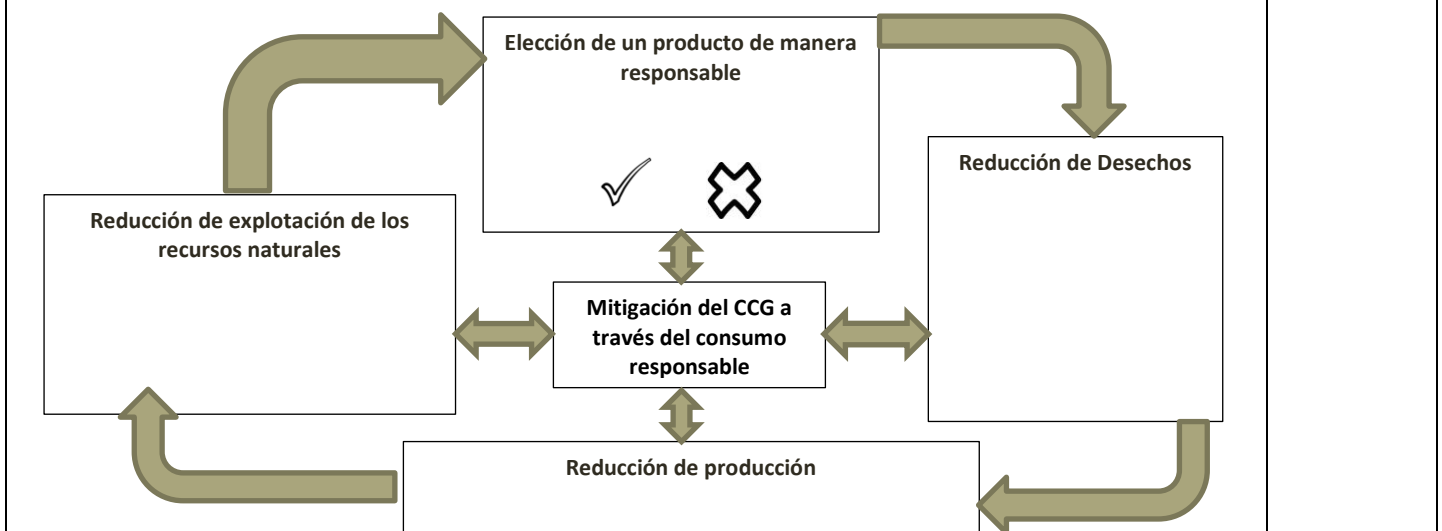 Elección de un producto de manera
responsable
Reducción de Desechos
Reducción de explotación de los
recursos naturales
Mitigación del CCG a
través del consumo
responsable
Reducción de producción